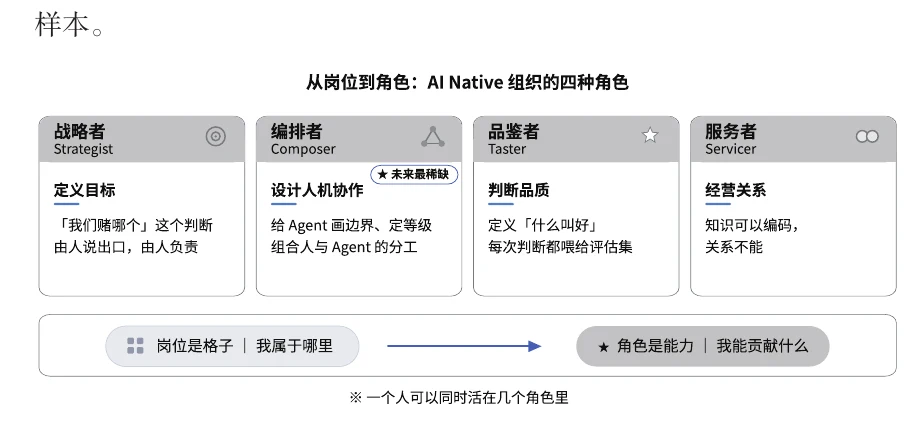 样本。
从岗位到角色：AI Native 组织的四种角色
战略者
Strategist
定义目标
「我们赌哪个」这个判断
由人说出口，由人负责
编排者
Composer
★ 未来最稀缺
设计人机协作
给 Agent 画边界、定等级
组合人与 Agent 的分工
品鉴者
Taster
判断品质
定义「什么叫好」
每次判断都喂给评估集
服务者
Servicer
经营关系
知识可以编码，
关系不能
岗位是格子｜我属于哪里
★ 角色是能力｜我能贡献什么
※ 一个人可以同时活在几个角色里